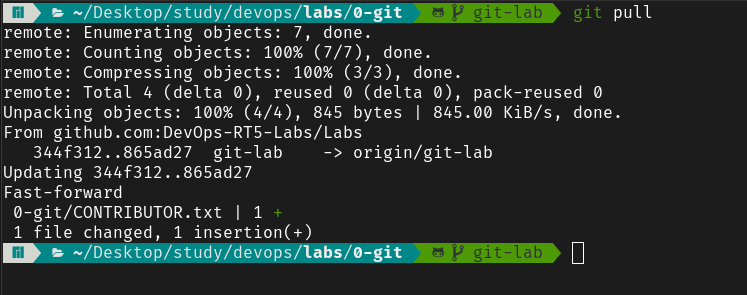 ~/Desktop/study/devops/labs/0-git git-lab git pull
remote: Enumerating objects: 7, done.
remote: Counting objects: 100% (7/7), done.
remote: Compressing objects: 100% (3/3), done.
remote: Total 4 (delta 0), reused 0 (delta 0), pack-reused 0
Unpacking objects: 100% (4/4), 845 bytes | 845.00 KiB/s, done.
From github.com:DevOps-RT5-Labs/Labs
   344f312..865ad27  git-lab    -> origin/git-lab
Updating 344f312..865ad27
Fast-forward
 0-git/CONTRIBUTOR.txt | 1 +
 1 file changed, 1 insertion(+)
~/Desktop/study/devops/labs/0-git git-lab